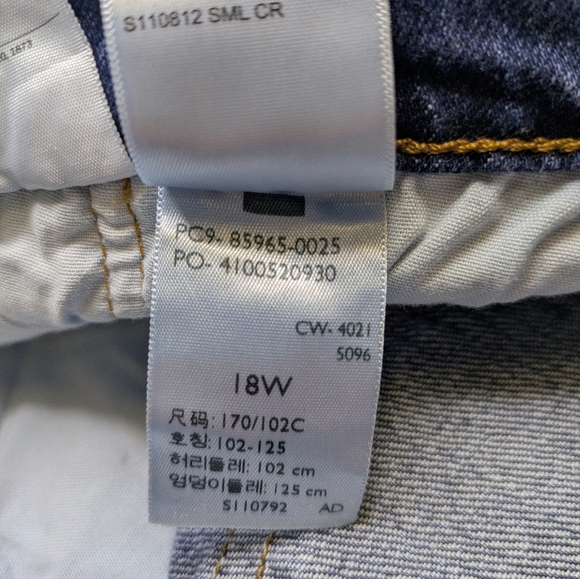 S110812 SML CR
1873
PC9- 85965-0025
PO- 4100520930
CW- 4021
5096
18W
尺码: 170/102C
호칭: 102-125
허리둘레: 102 cm
엉덩이둘레: 125 cm
S110792 AD